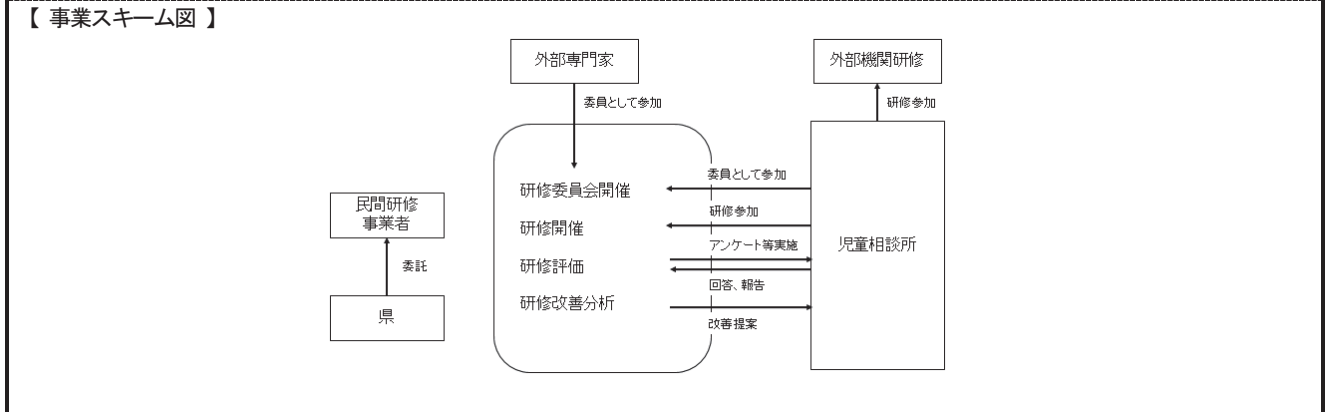 【 事業スキーム図 】
外部専門家
外部機関研修
委員として参加
研修参加
民間研修
事業者
委託
県
研修委員会開催
研修開催
研修評価
研修改善分析
委員として参加
研修参加
アンケート等実施
回答、報告
改善提案
児童相談所